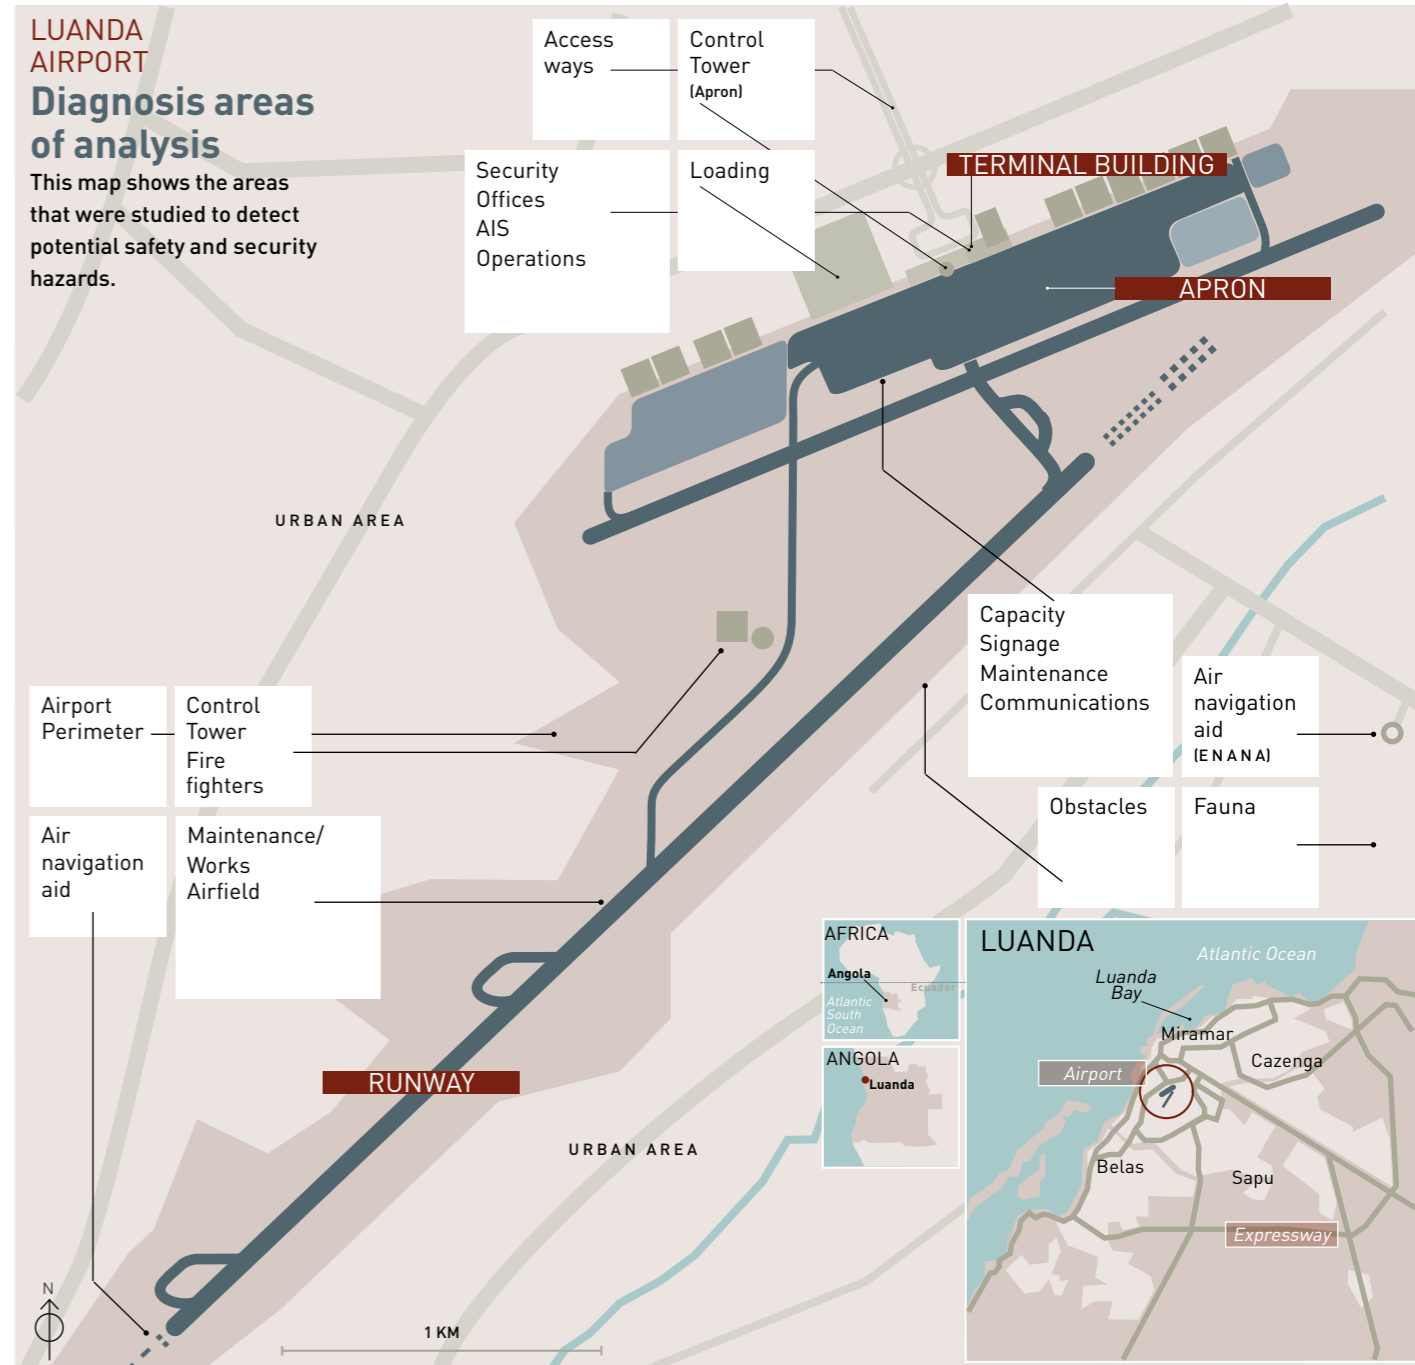 LUANDA
AIRPORT
Diagnosis areas
of analysis
This map shows the areas
that were studied to detect
potential safety and security
hazards.
Access
ways
Control
Tower
(Apron)
Security
Offices
AIS
Operations
Loading
TERMINAL BUILDING
APRON
URBAN AREA
Capacity
Signage
Maintenance
Communications
Air
navigation
aid
(ENANA)
Airport
Perimeter
Control
Tower
Fire
fighters
Obstacles
Fauna
Air
navigation
aid
Maintenance/
Works
Airfield
RUNWAY
URBAN AREA
N
1 KM
AFRICA
Angola
Ecuador
Atlantic
South
Ocean
ANGOLA
Luanda
LUANDA
Atlantic Ocean
Luanda
Bay
Miramar
Cazenga
Airport
Belas
Sapu
Expressway